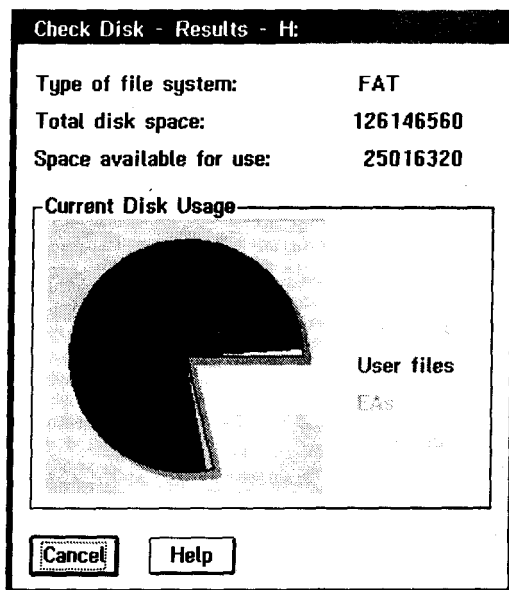 Check Disk - Results - H:
Type of file system: FAT
Total disk space: 126146560
Space available for use: 25016320
Current Disk Usage
User files
EAs
Cancel Help